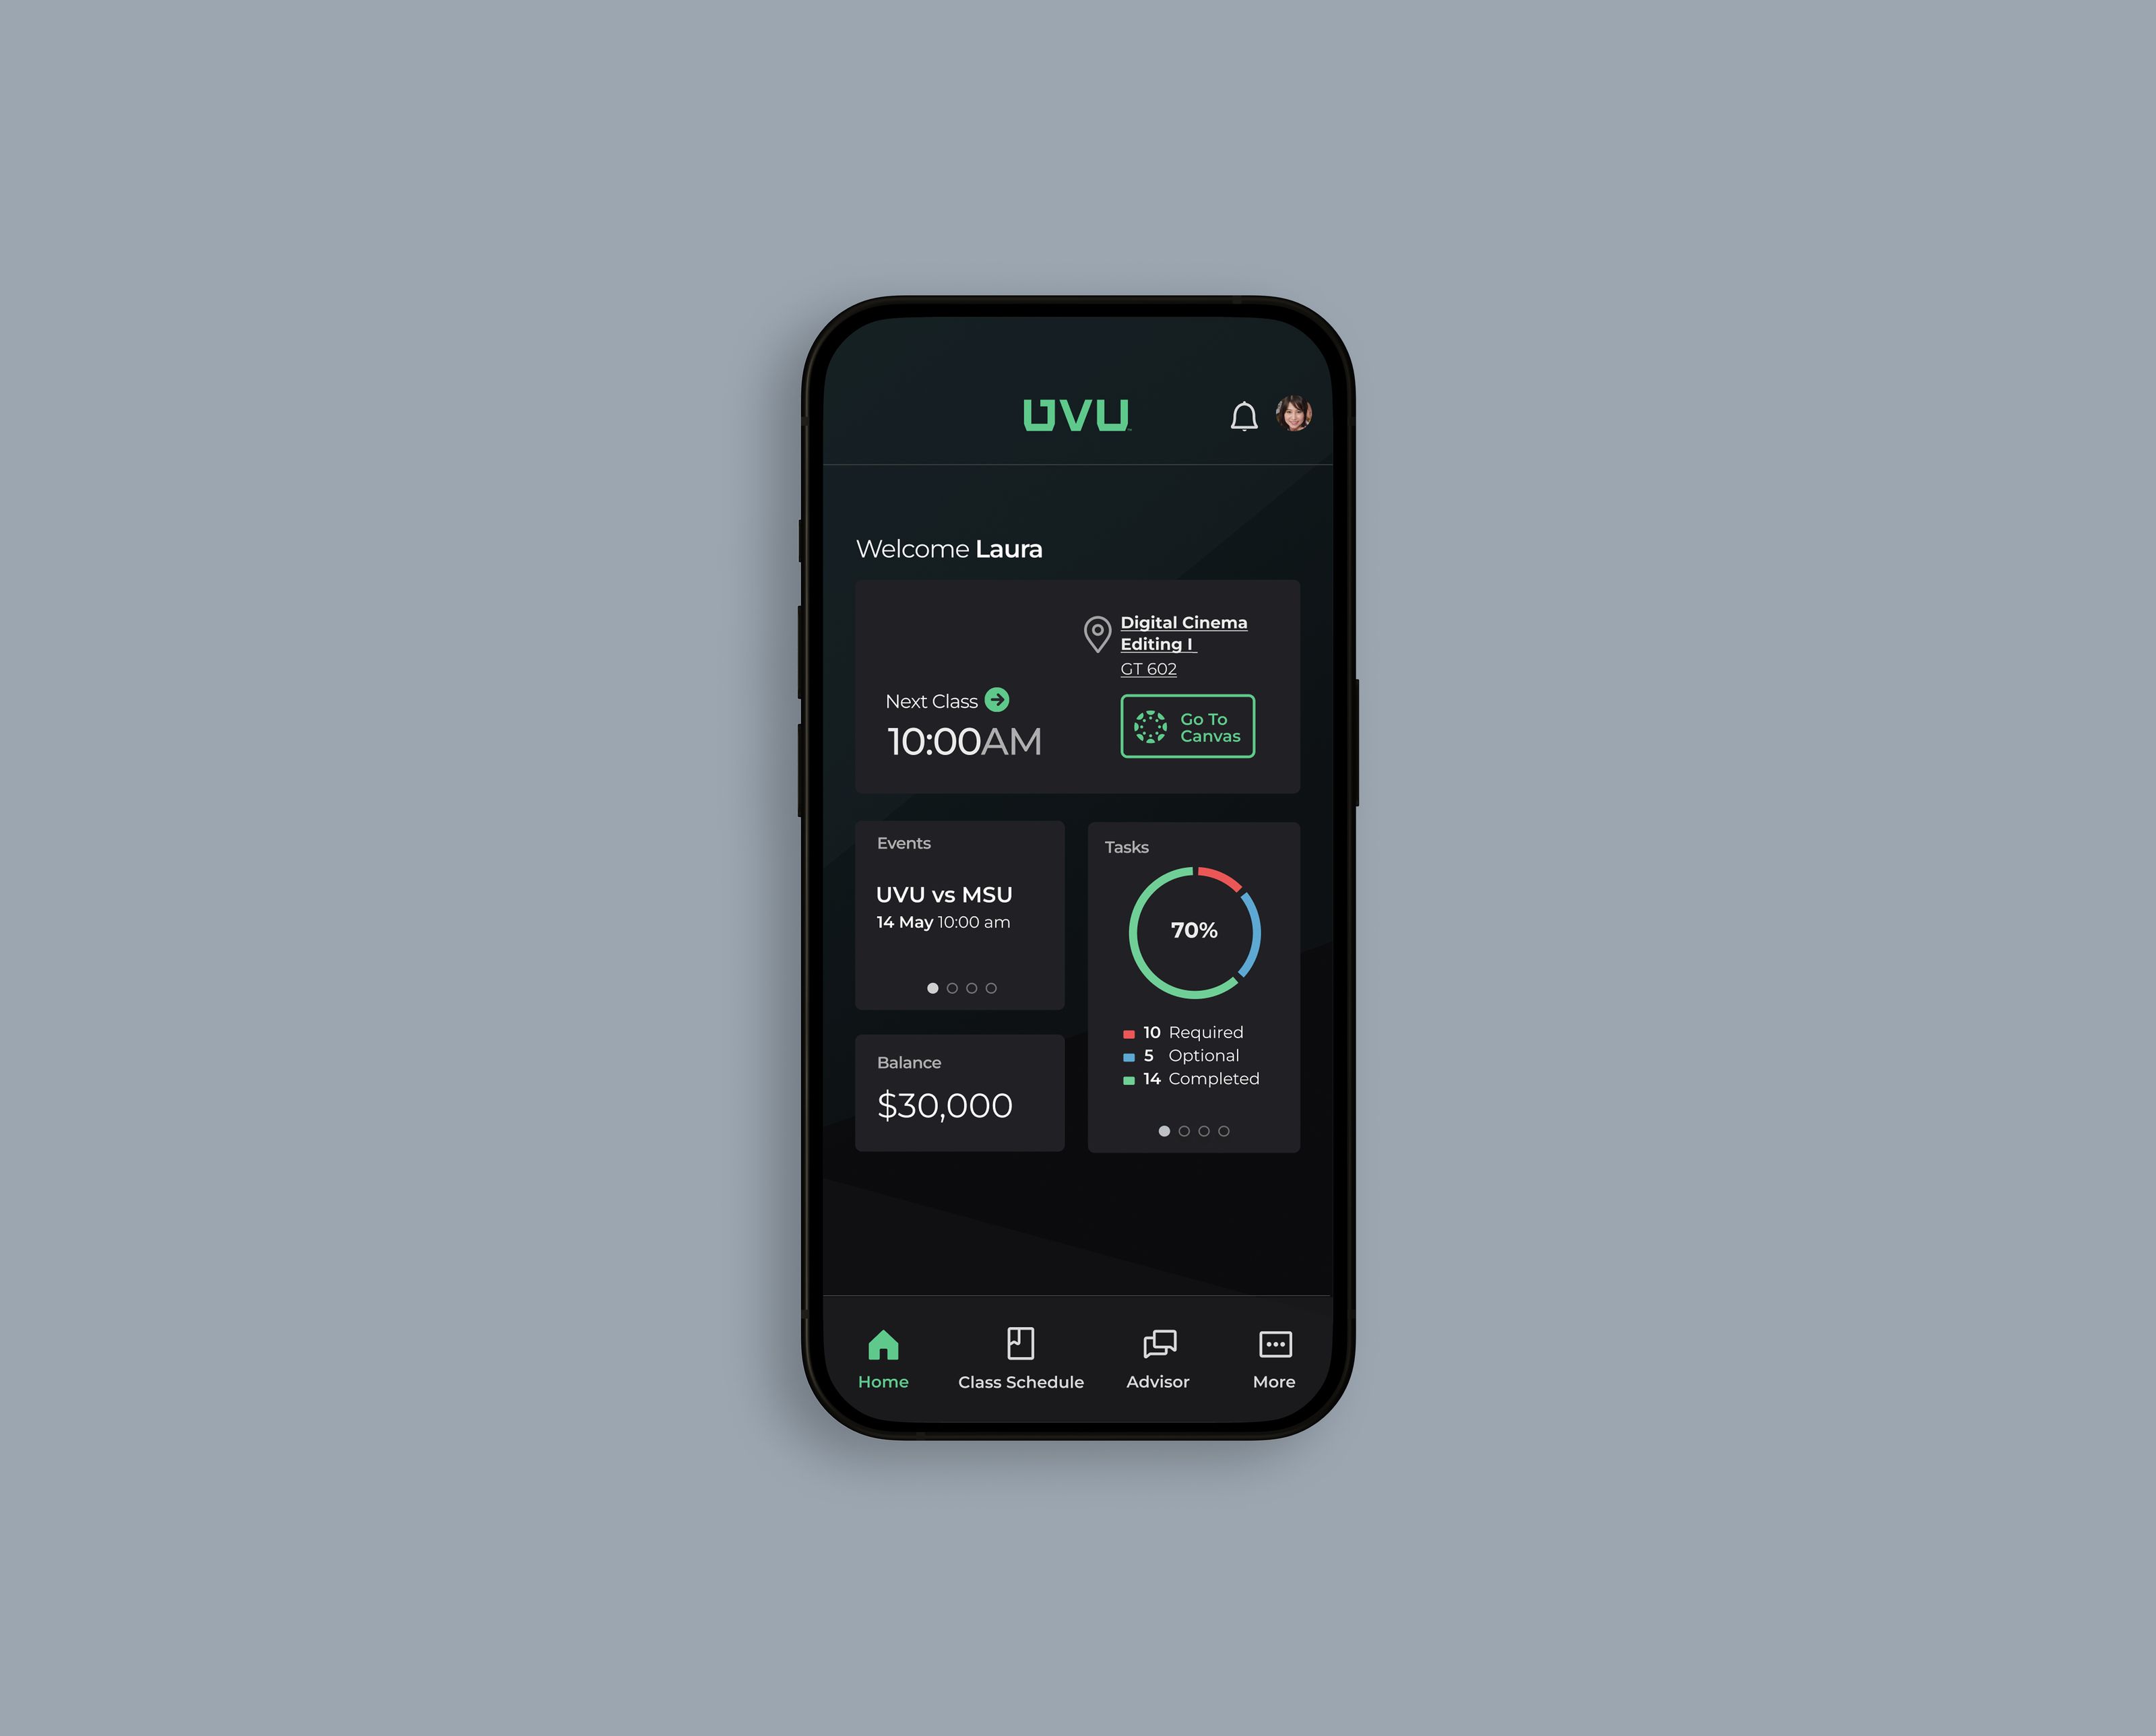 UVU
Welcome Laura
Digital Cinema
Editing I
GT 602
Next Class
10:00AM
Go To
Canvas
Events
UVU vs MSU
14 May 10:00 am
Balance
$30,000
Tasks
70%
10 Required
5 Optional
14 Completed
Home
Class Schedule
Advisor
More